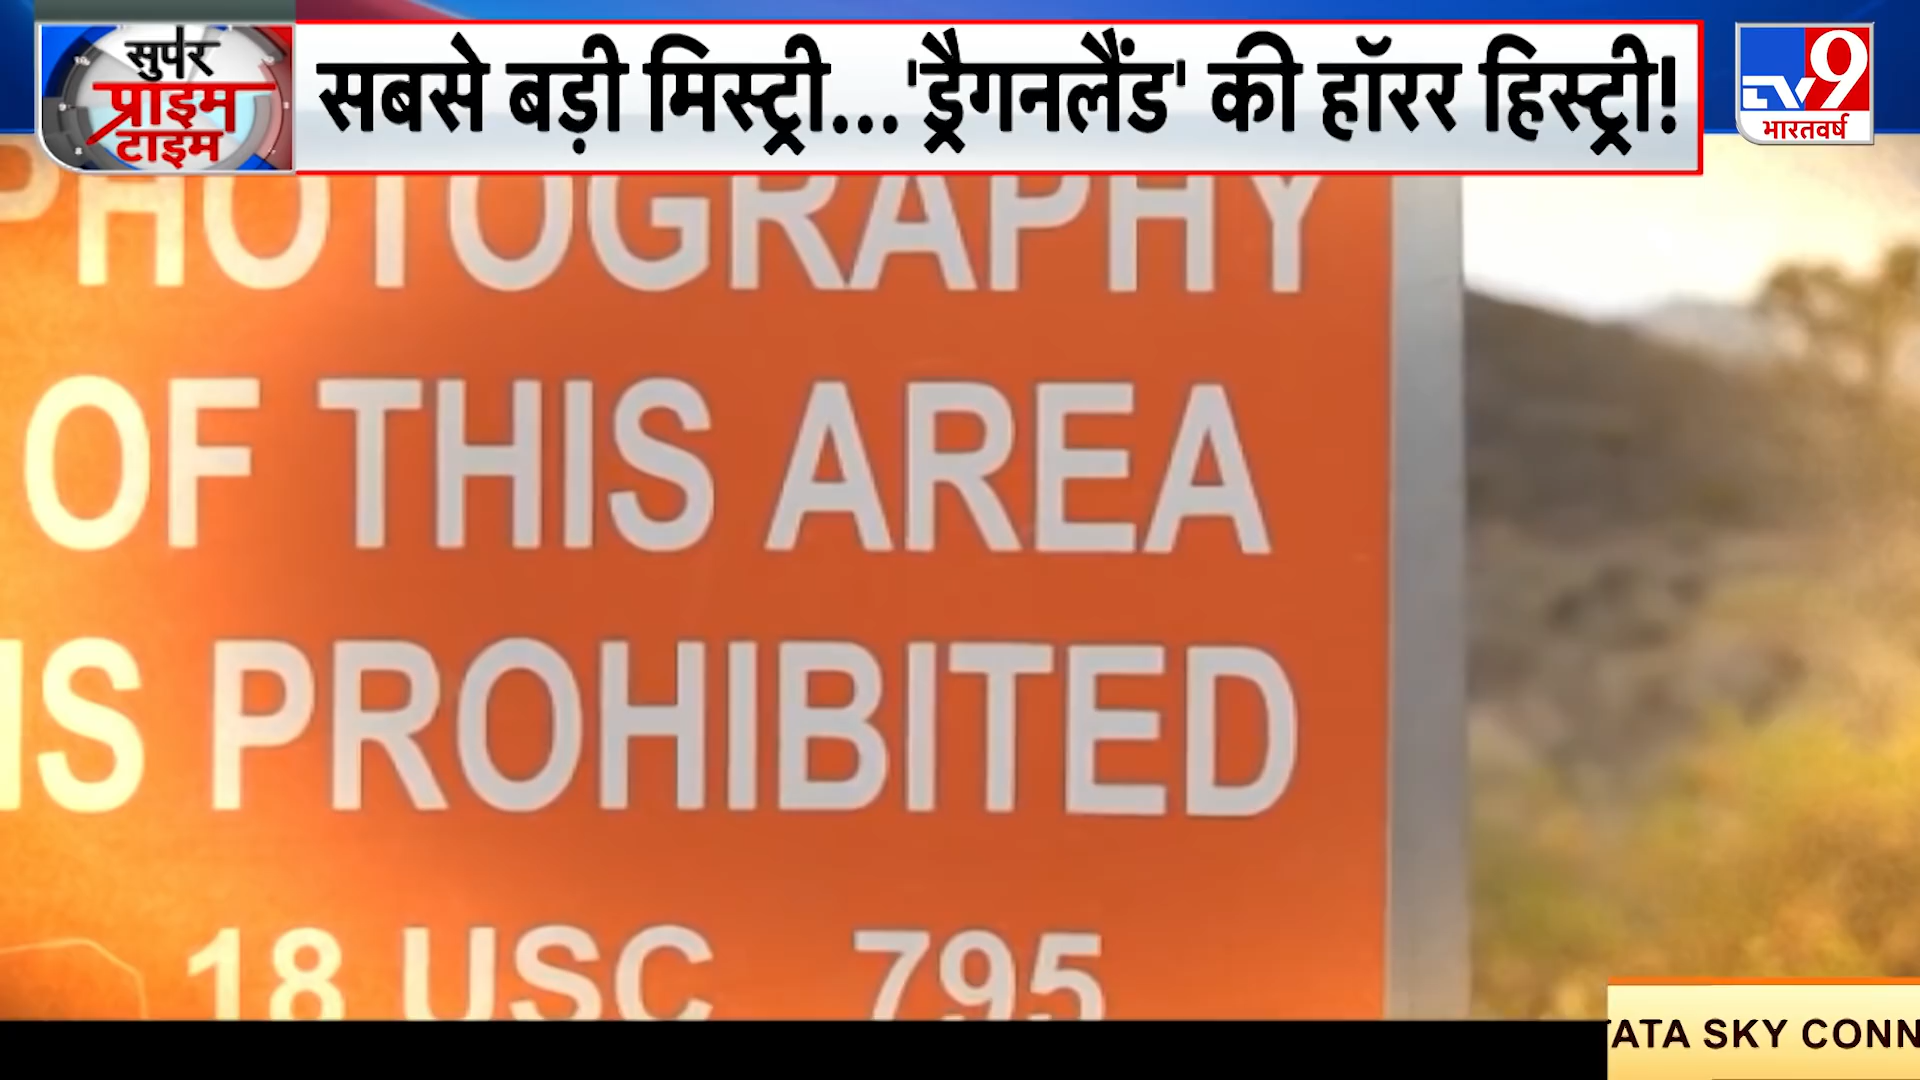 सुपर
प्राइम
टाइम
सबसे बड़ी मिस्ट्री...'ड्रैगनलैंड' की हॉरर हिस्ट्री!
TV9
भारतवर्ष
PHOTOGRAPHY
OF THIS AREA
IS PROHIBITED
18 USC 795
TATA SKY CONN